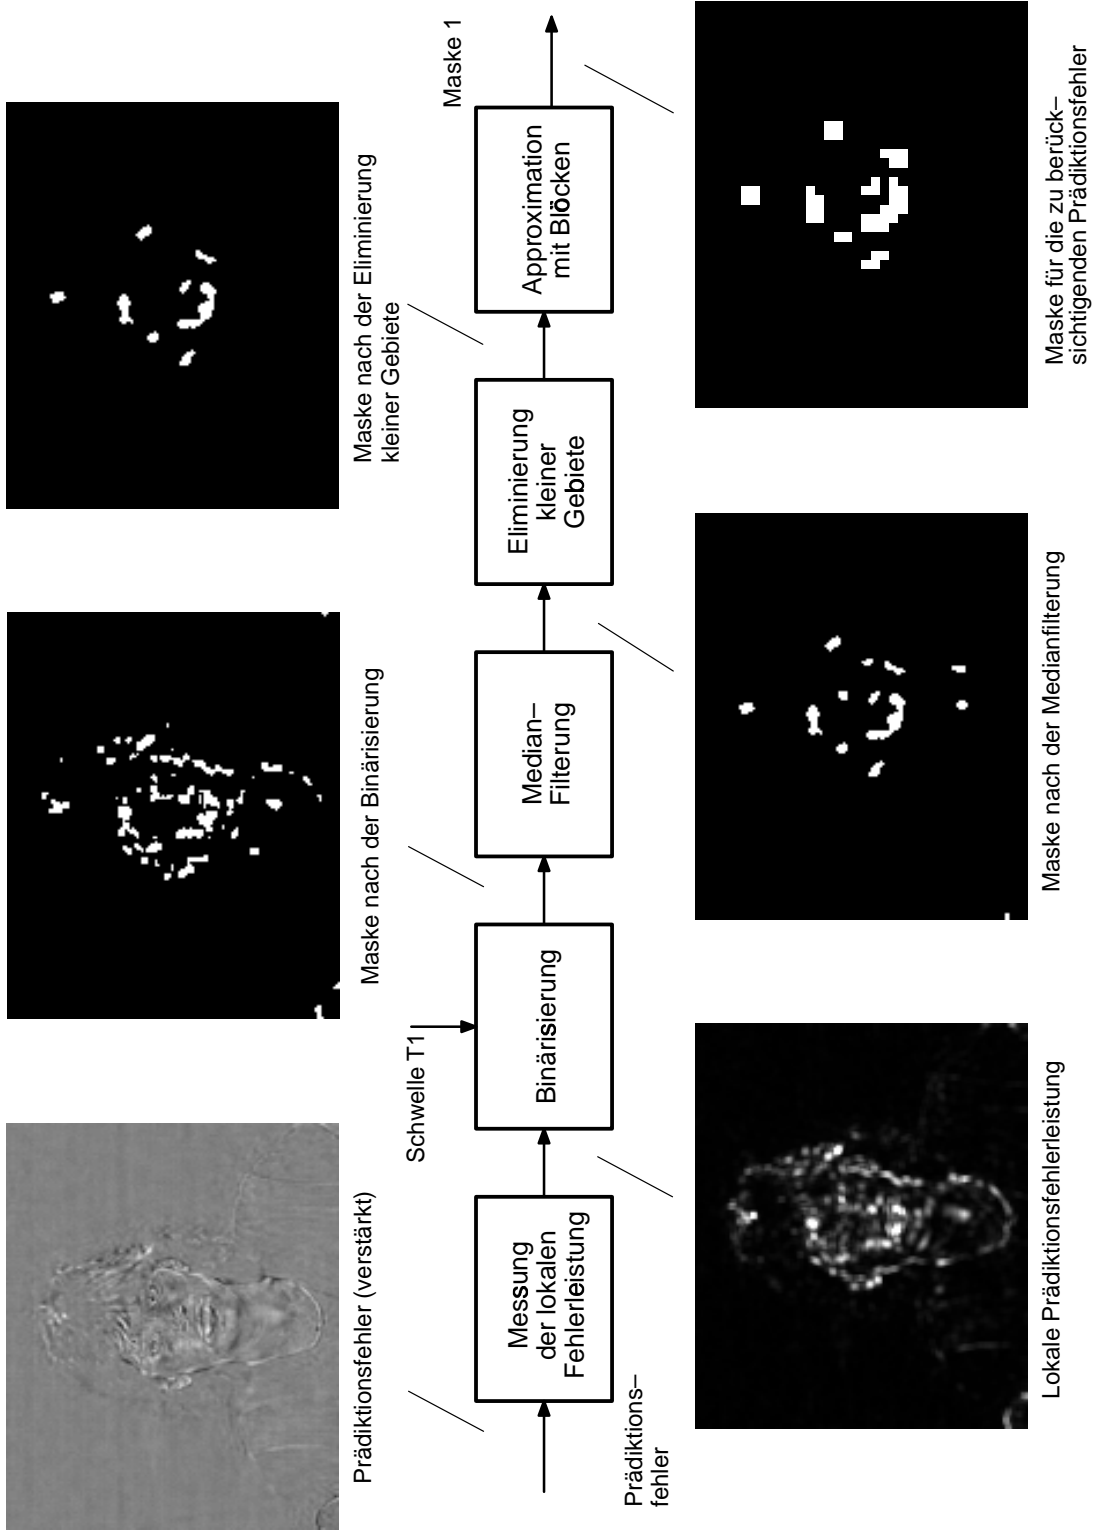 Prädiktionsfehler (verstärkt)
Maske nach der Binärisierung
Maske nach der Eliminierung
kleiner Gebiete
Prädiktions–
fehler
Messung
der lokalen
Fehlerleistung
Schwelle T1
Binärisierung
Median–
Filterung
Eliminierung
kleiner
Gebiete
Approximation
mit Blöcken
Maske 1
Lokale Prädiktionsfehlerleistung
Maske nach der Medianfilterung
Maske für die zu berück–
sichtigenden Prädiktionsfehler